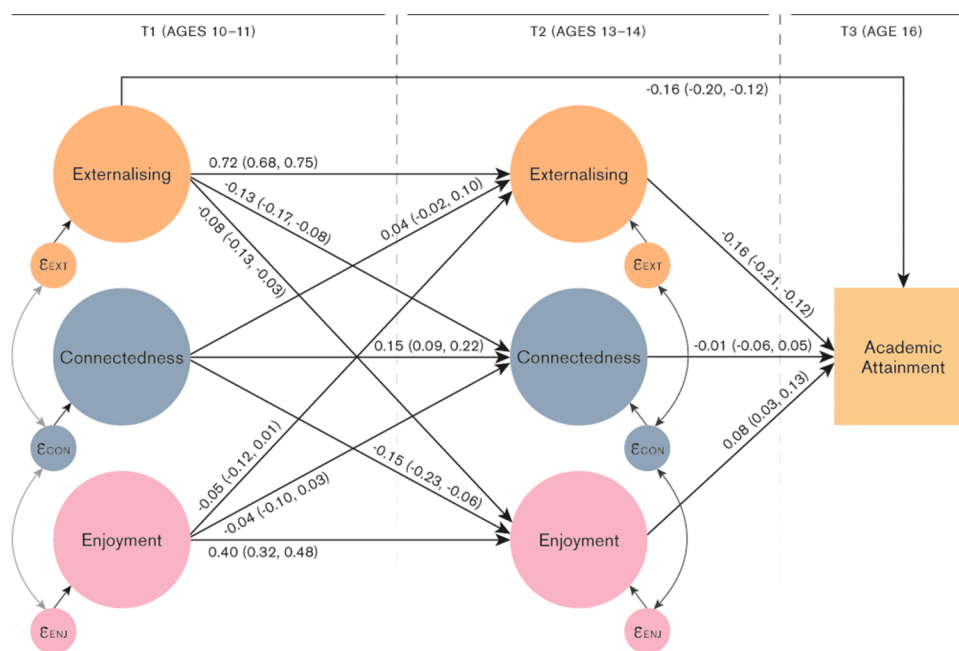 T1 (AGES 10–11)
T2 (AGES 13–14)
T3 (AGE 16)
-0.16 (-0.20, -0.12)
Externalising
0.72 (0.68, 0.75)
-0.13 (-0.17, -0.08)
-0.08 (-0.13, -0.03)
0.04 (-0.02, 0.10)
Externalising
εEXT
εEXT
-0.16 (-0.21, -0.12)
Connectedness
0.15 (0.09, 0.22)
Connectedness
-0.01 (-0.06, 0.05)
Academic
Attainment
εCON
εCON
-0.05 (-0.12, 0.01)
-0.04 (-0.10, 0.03)
-0.15 (-0.23, -0.06)
0.08 (0.03, 0.13)
Enjoyment
0.40 (0.32, 0.48)
Enjoyment
εENJ
εENJ